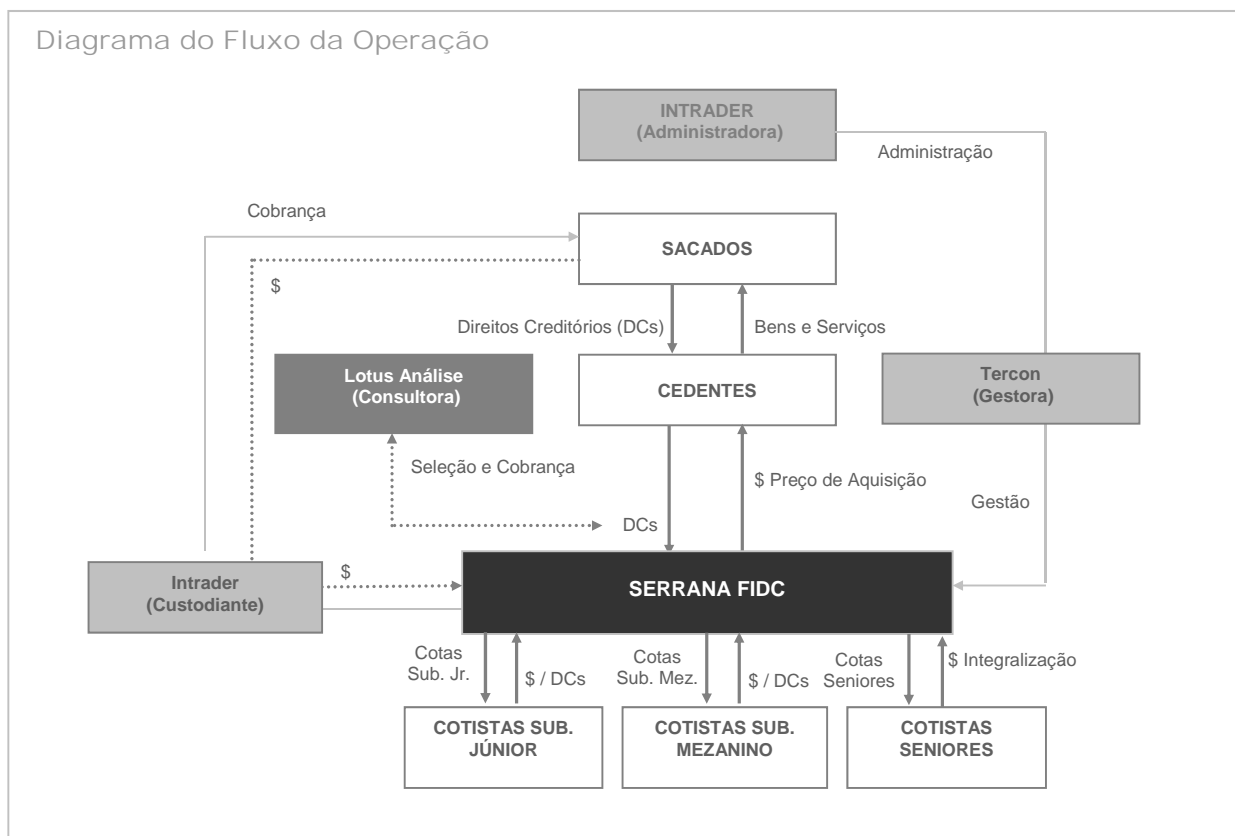 Diagrama do Fluxo da Operação
INTRADER
(Administradora)
Administração
Cobrança
SACADOS
$
Direitos Creditórios (DCs)
Bens e Serviços
Lotus Análise
(Consultora)
CEDENTES
Tercon
(Gestora)
Seleção e Cobrança
$ Preço de Aquisição
Gestão
DCs
Intrader
(Custodiante)
$
SERRANA FIDC
Cotas
Sub. Jr.
$ / DCs
Cotas
Sub. Mez.
$ / DCs
Cotas
Seniores
$ Integralização
COTISTAS SUB.
JÚNIOR
COTISTAS SUB.
MEZANINO
COTISTAS
SENIORES